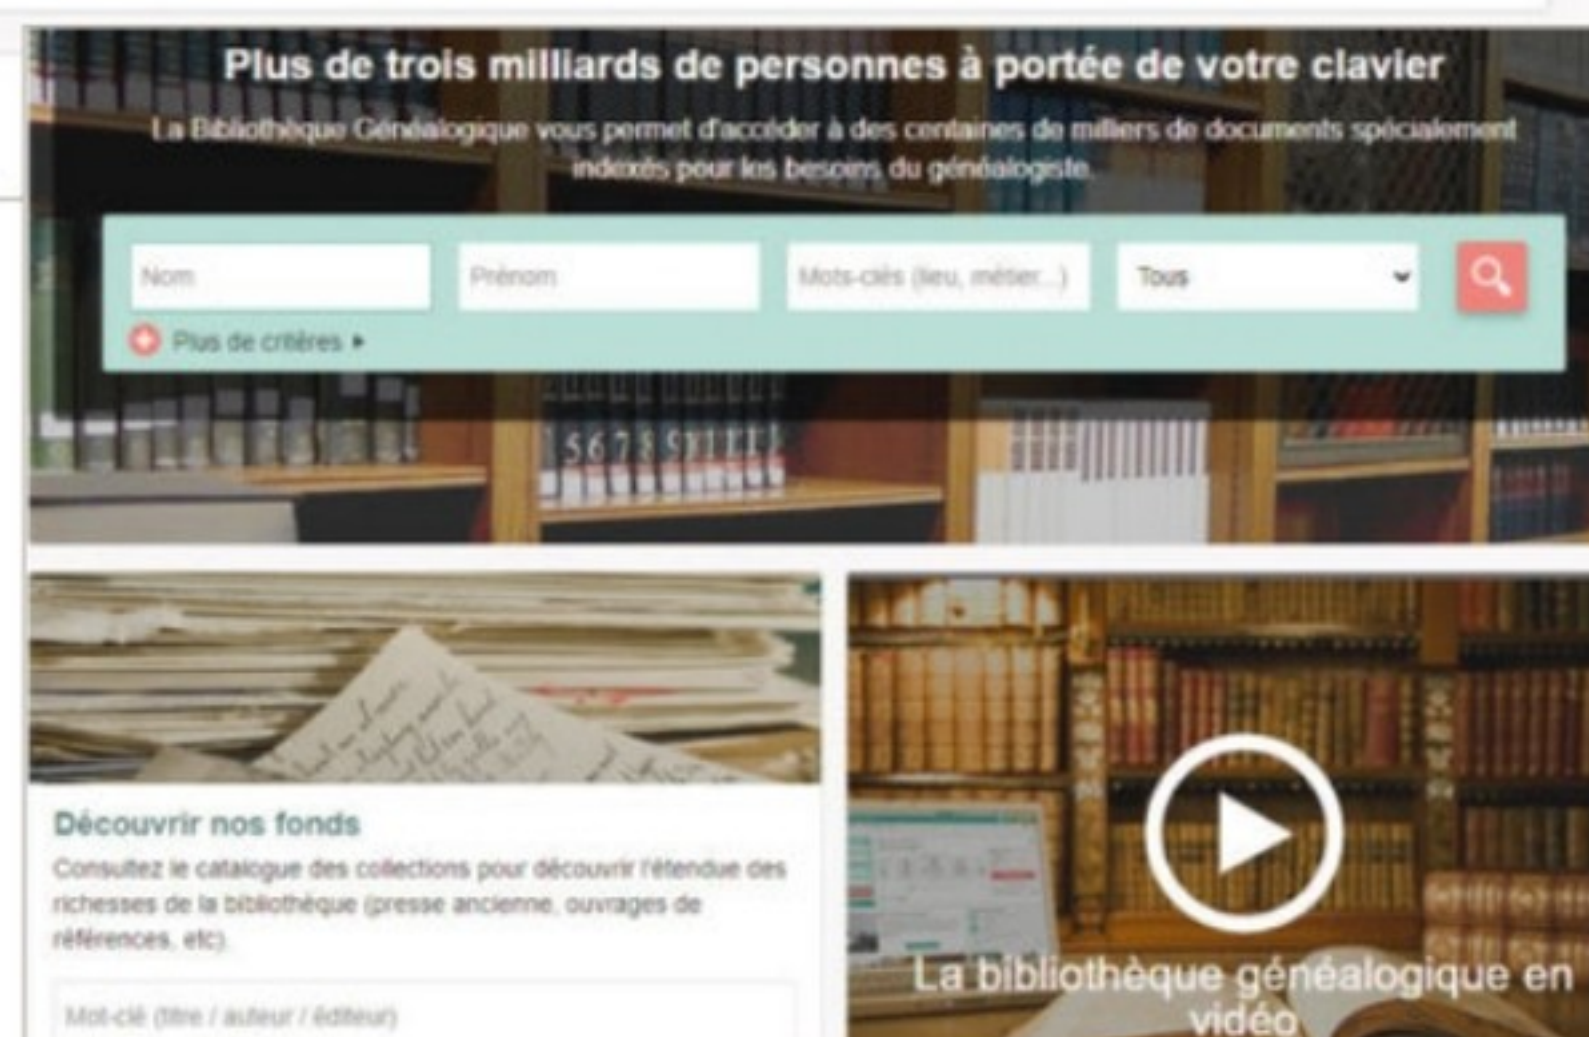 Plus de trois milliards de personnes à portée de votre clavier
La Bibliothèque Généalogique vous permet d'accéder à des centaines de milliers de documents spécialement
indexés pour les besoins du généalogiste.
Nom
Prénom
Mots-clés (lieu, métier...)
Tous
Plus de critères
Découvrir nos fonds
Consultez le catalogue des collections pour découvrir l'étendue des
richesses de la bibliothèque (presse ancienne, ouvrages de
références, etc).
Mot-clé (titre / auteur / éditeur)
La bibliothèque généalogique en
vidéo